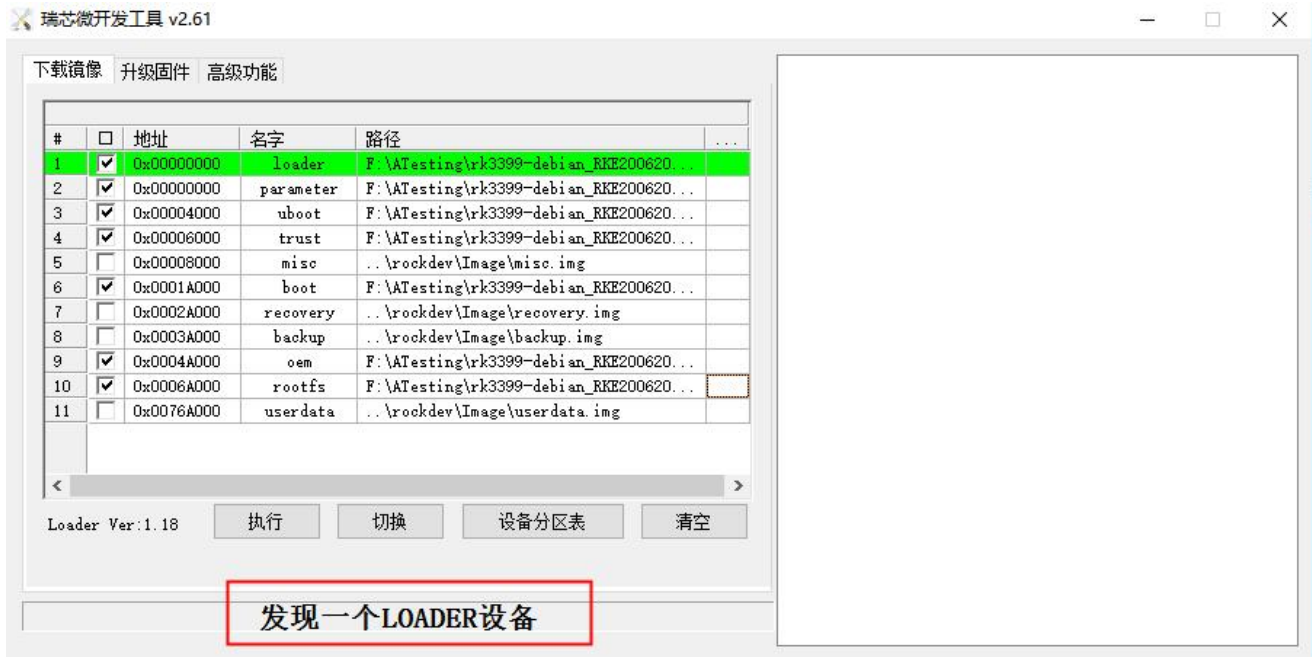 瑞芯微开发工具 v2.61
下载镜像 升级固件 高级功能
# 地址 名字 路径 ...
1 0x00000000 loader F:\ATesting\rk3399-debian_RKE200620...
2 0x00000000 parameter F:\ATesting\rk3399-debian_RKE200620...
3 0x00004000 uboot F:\ATesting\rk3399-debian_RKE200620...
4 0x00006000 trust F:\ATesting\rk3399-debian_RKE200620...
5 0x00008000 misc ..\rockdev\Image\misc.img
6 0x0001A000 boot F:\ATesting\rk3399-debian_RKE200620...
7 0x0002A000 recovery ..\rockdev\Image\recovery.img
8 0x0003A000 backup ..\rockdev\Image\backup.img
9 0x0004A000 oem F:\ATesting\rk3399-debian_RKE200620...
10 0x0006A000 rootfs F:\ATesting\rk3399-debian_RKE200620...
11 0x0076A000 userdata ..\rockdev\Image\userdata.img
Loader Ver:1.18 执行 切换 设备分区表 清空
发现一个LOADER设备